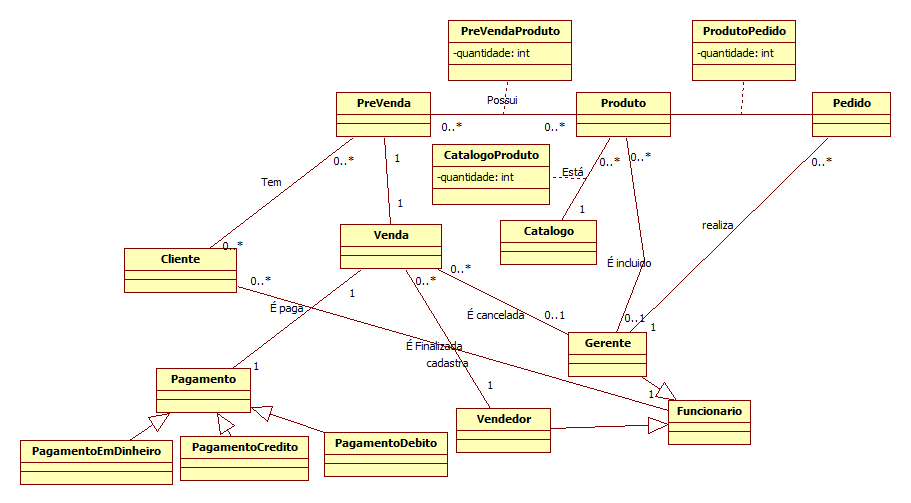 PreVendaProduto
-quantidade: int
ProdutoPedido
-quantidade: int
PreVenda
Possui
0..*
0..*
Produto
Pedido
0..*
1
CatalogoProduto
-quantidade: int
Está
0..*
0..*
0..*
Tem
1
1
Catalogo
realiza
Venda
0..*
Cliente
É incluido
0..*
0..*
0..*
1
É paga
É cancelada
0..1
0..1
1
Gerente
É Finalizada
cadastra
1
Pagamento
1
1
Vendedor
Funcionario
PagamentoEmDinheiro
PagamentoCredito
PagamentoDebito